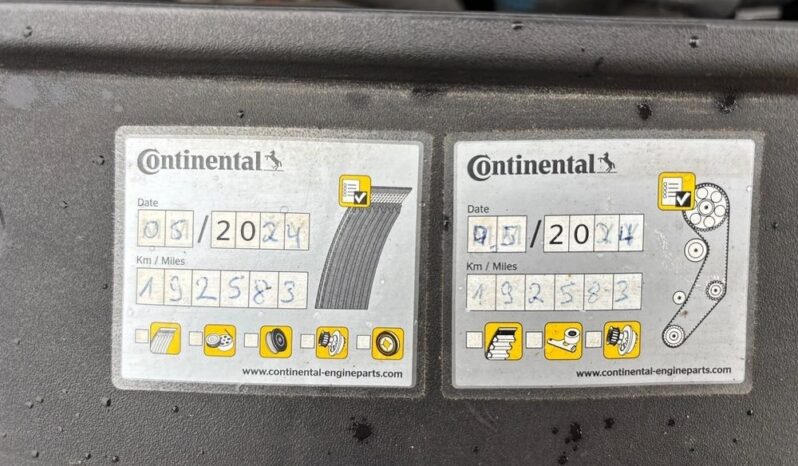 Continental
Date
05/2024
Km / Miles
192583
www.continental-engineparts.com
Continental
Date
05/2024
Km / Miles
192583
www.continental-engineparts.com